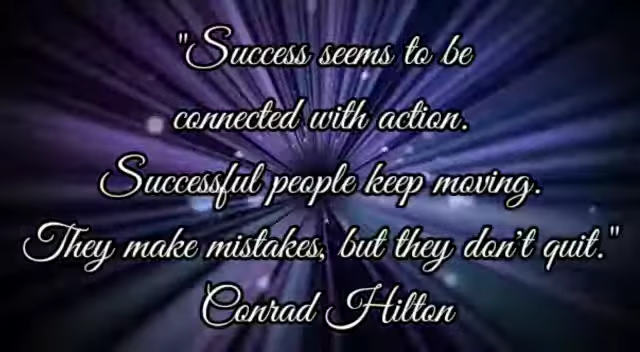 "Success seems to be
connected with action.
Successful people keep moving.
They make mistakes, but they don't quit."
Conrad Hilton